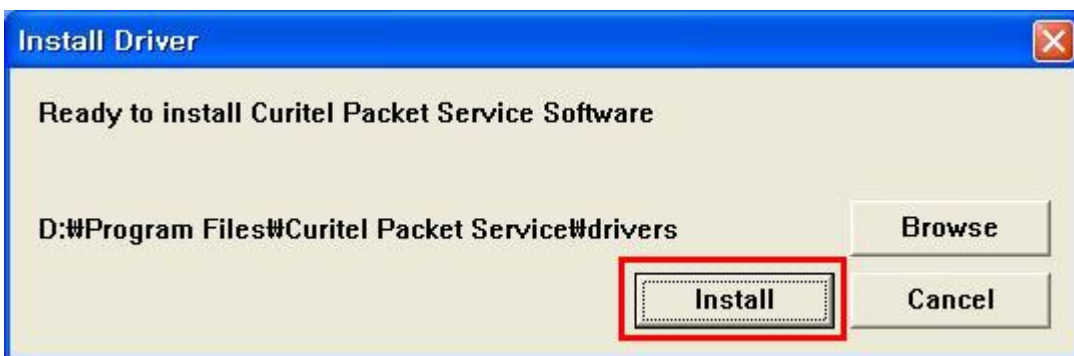 Install Driver
Ready to install Curitel Packet Service Software
D:₩Program Files₩Curitel Packet Service₩drivers
Browse
Install
Cancel